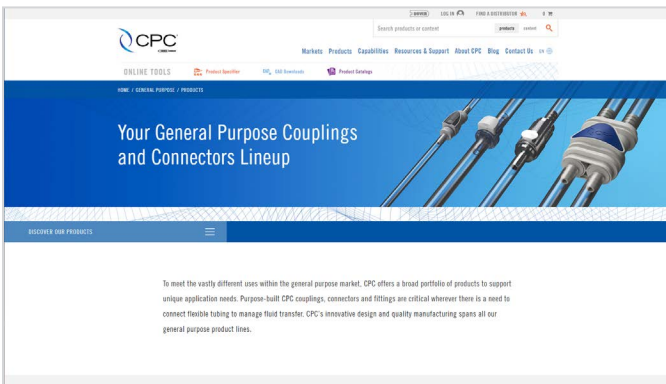 LOG IN
FIND A DISTRIBUTOR
0
Search products or content
products
content
CPC
Markets Products Capabilities Resources & Support About CPC Blog Contact Us EN
ONLINE TOOLS
Product Specifier
CAD Downloads
Product Catalogs
HOME / GENERAL PURPOSE / PRODUCTS
Your General Purpose Couplings
and Connectors Lineup
DISCOVER OUR PRODUCTS
To meet the vastly different uses within the general purpose market, CPC offers a broad portfolio of products to support
unique application needs. Purpose-built CPC couplings, connectors and fittings are critical wherever there is a need to
connect flexible tubing to manage fluid transfer. CPC's innovative design and quality manufacturing spans all our
general purpose product lines.